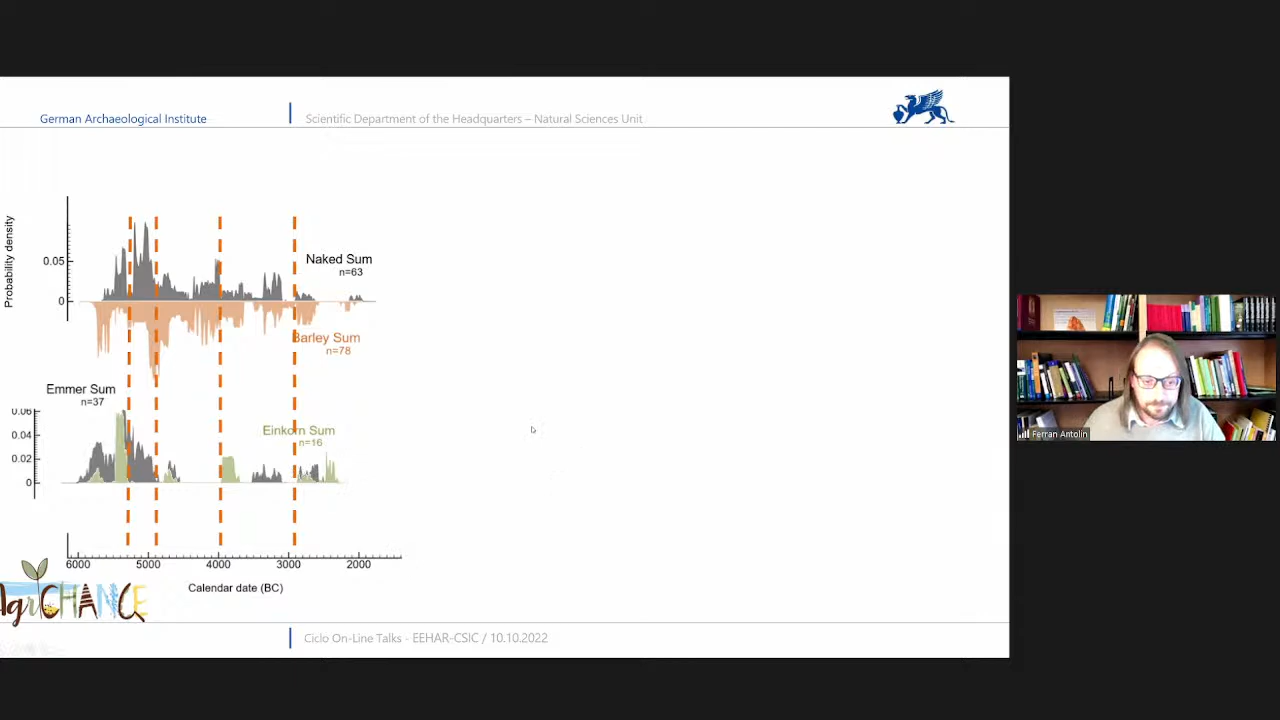 German Archaeological Institute
Scientific Department of the Headquarters – Natural Sciences Unit
Probability density
0.05
0
Naked Sum
n=63
Barley Sum
n=78
Emmer Sum
n=37
0.06
0.04
0.02
0
Einkorn Sum
n=16
6000 5000 4000 3000 2000
Calendar date (BC)
AgriCHANGE
Ciclo On-Line Talks - EEHAR-CSIC / 10.10.2022
Ferran Antolin